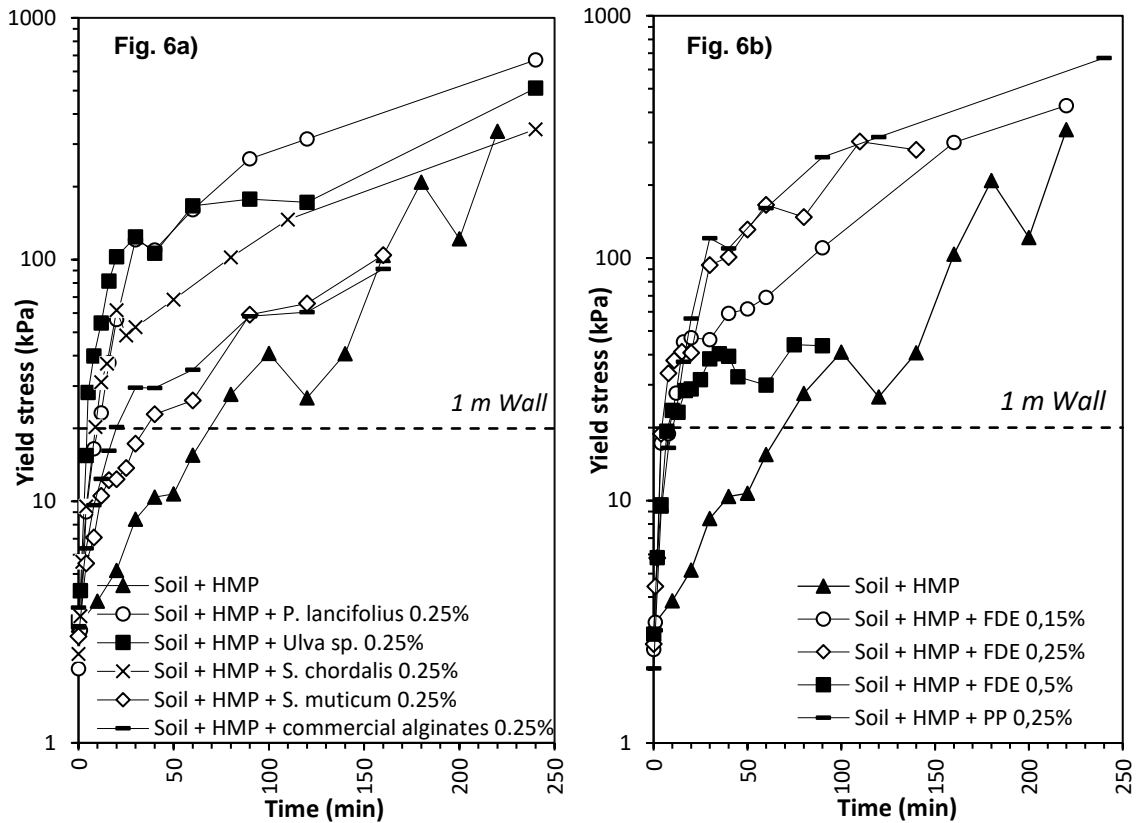 Fig. 6a)
1000
100
10
1
Yield stress (kPa)
1 m Wall
Soil + HMP
Soil + HMP + P. lancifolius 0.25%
Soil + HMP + Ulva sp. 0.25%
Soil + HMP + S. chordalis 0.25%
Soil + HMP + S. muticum 0.25%
Soil + HMP + commercial alginates 0.25%
0
50
100
150
200
250
Time (min)
Fig. 6b)
1000
100
10
1
Yield stress (kPa)
1 m Wall
Soil + HMP
Soil + HMP + FDE 0,15%
Soil + HMP + FDE 0,25%
Soil + HMP + FDE 0,5%
Soil + HMP + PP 0,25%
0
50
100
150
200
250
Time (min)